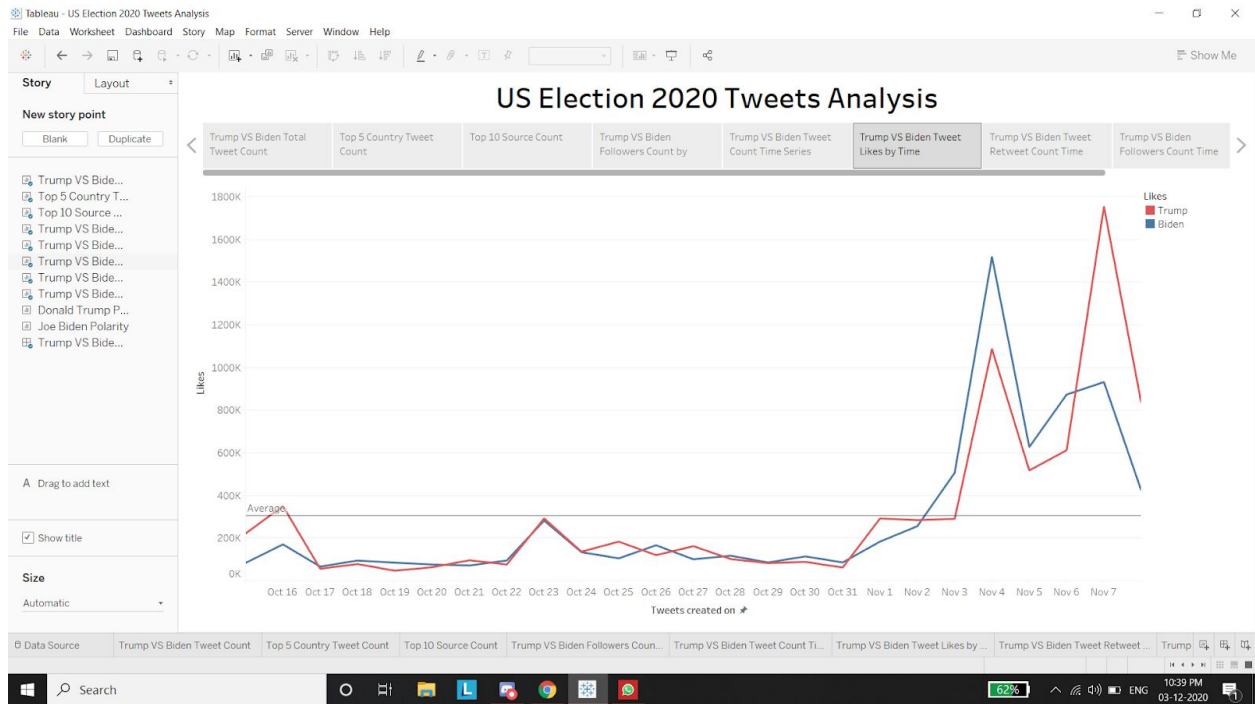 Tableau - US Election 2020 Tweets Analysis
File Data Worksheet Dashboard Story Map Format Server Window Help
Show Me
Story Layout
New story point
Blank Duplicate
Trump VS Bide...
Top 5 Country T...
Top 10 Source ...
Trump VS Bide...
Trump VS Bide...
Trump VS Bide...
Trump VS Bide...
Trump VS Bide...
Donald Trump P...
Joe Biden Polarity
Trump VS Bide...
A Drag to add text
Show title
Size
Automatic
US Election 2020 Tweets Analysis
Trump VS Biden Total
Tweet Count
Top 5 Country Tweet
Count
Top 10 Source Count
Trump VS Biden
Followers Count by
Trump VS Biden Tweet
Count Time Series
Trump VS Biden Tweet
Likes by Time
Trump VS Biden Tweet
Retweet Count Time
Trump VS Biden
Followers Count Time
Likes
Trump
Biden
1800K
1600K
1400K
1200K
1000K
800K
600K
400K
200K
0K
Likes
Average
Oct 16 Oct 17 Oct 18 Oct 19 Oct 20 Oct 21 Oct 22 Oct 23 Oct 24 Oct 25 Oct 26 Oct 27 Oct 28 Oct 29 Oct 30 Oct 31 Nov 1 Nov 2 Nov 3 Nov 4 Nov 5 Nov 6 Nov 7
Tweets created on
Data Source Trump VS Biden Tweet Count Top 5 Country Tweet Count Top 10 Source Count Trump VS Biden Followers Coun... Trump VS Biden Tweet Count Ti... Trump VS Biden Tweet Likes by ... Trump VS Biden Tweet Retweet ... Trump
Search
L
62%
ENG
10:39 PM
03-12-2020
1